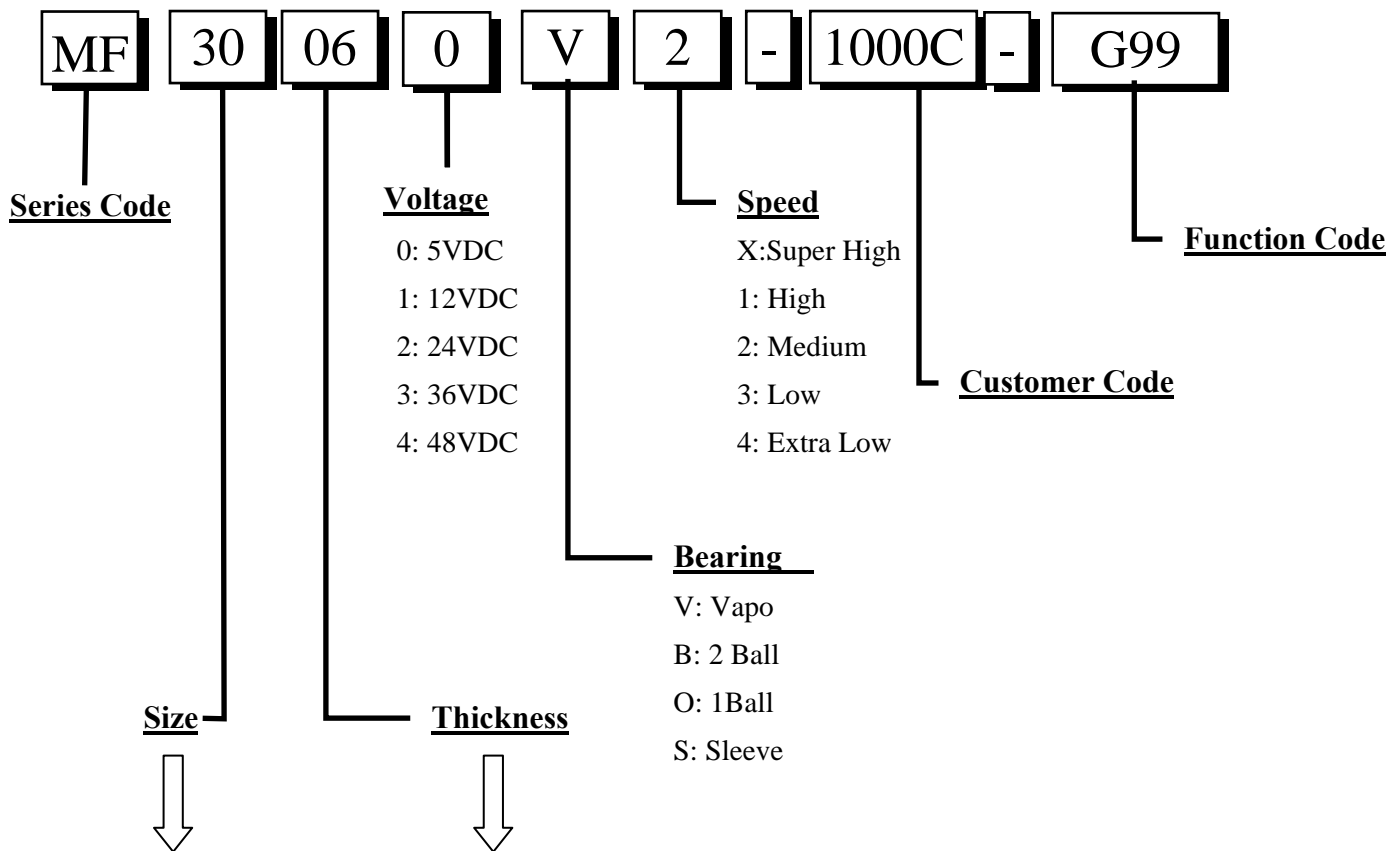 MF 30 06 0 V 2 - 1000C - G99
Series Code
Voltage
0: 5VDC
1: 12VDC
2: 24VDC
3: 36VDC
4: 48VDC
Speed
X:Super High
1: High
2: Medium
3: Low
4: Extra Low
Function Code
Customer Code
Bearing
V: Vapo
B: 2 Ball
O: 1Ball
S: Sleeve
Size
Thickness